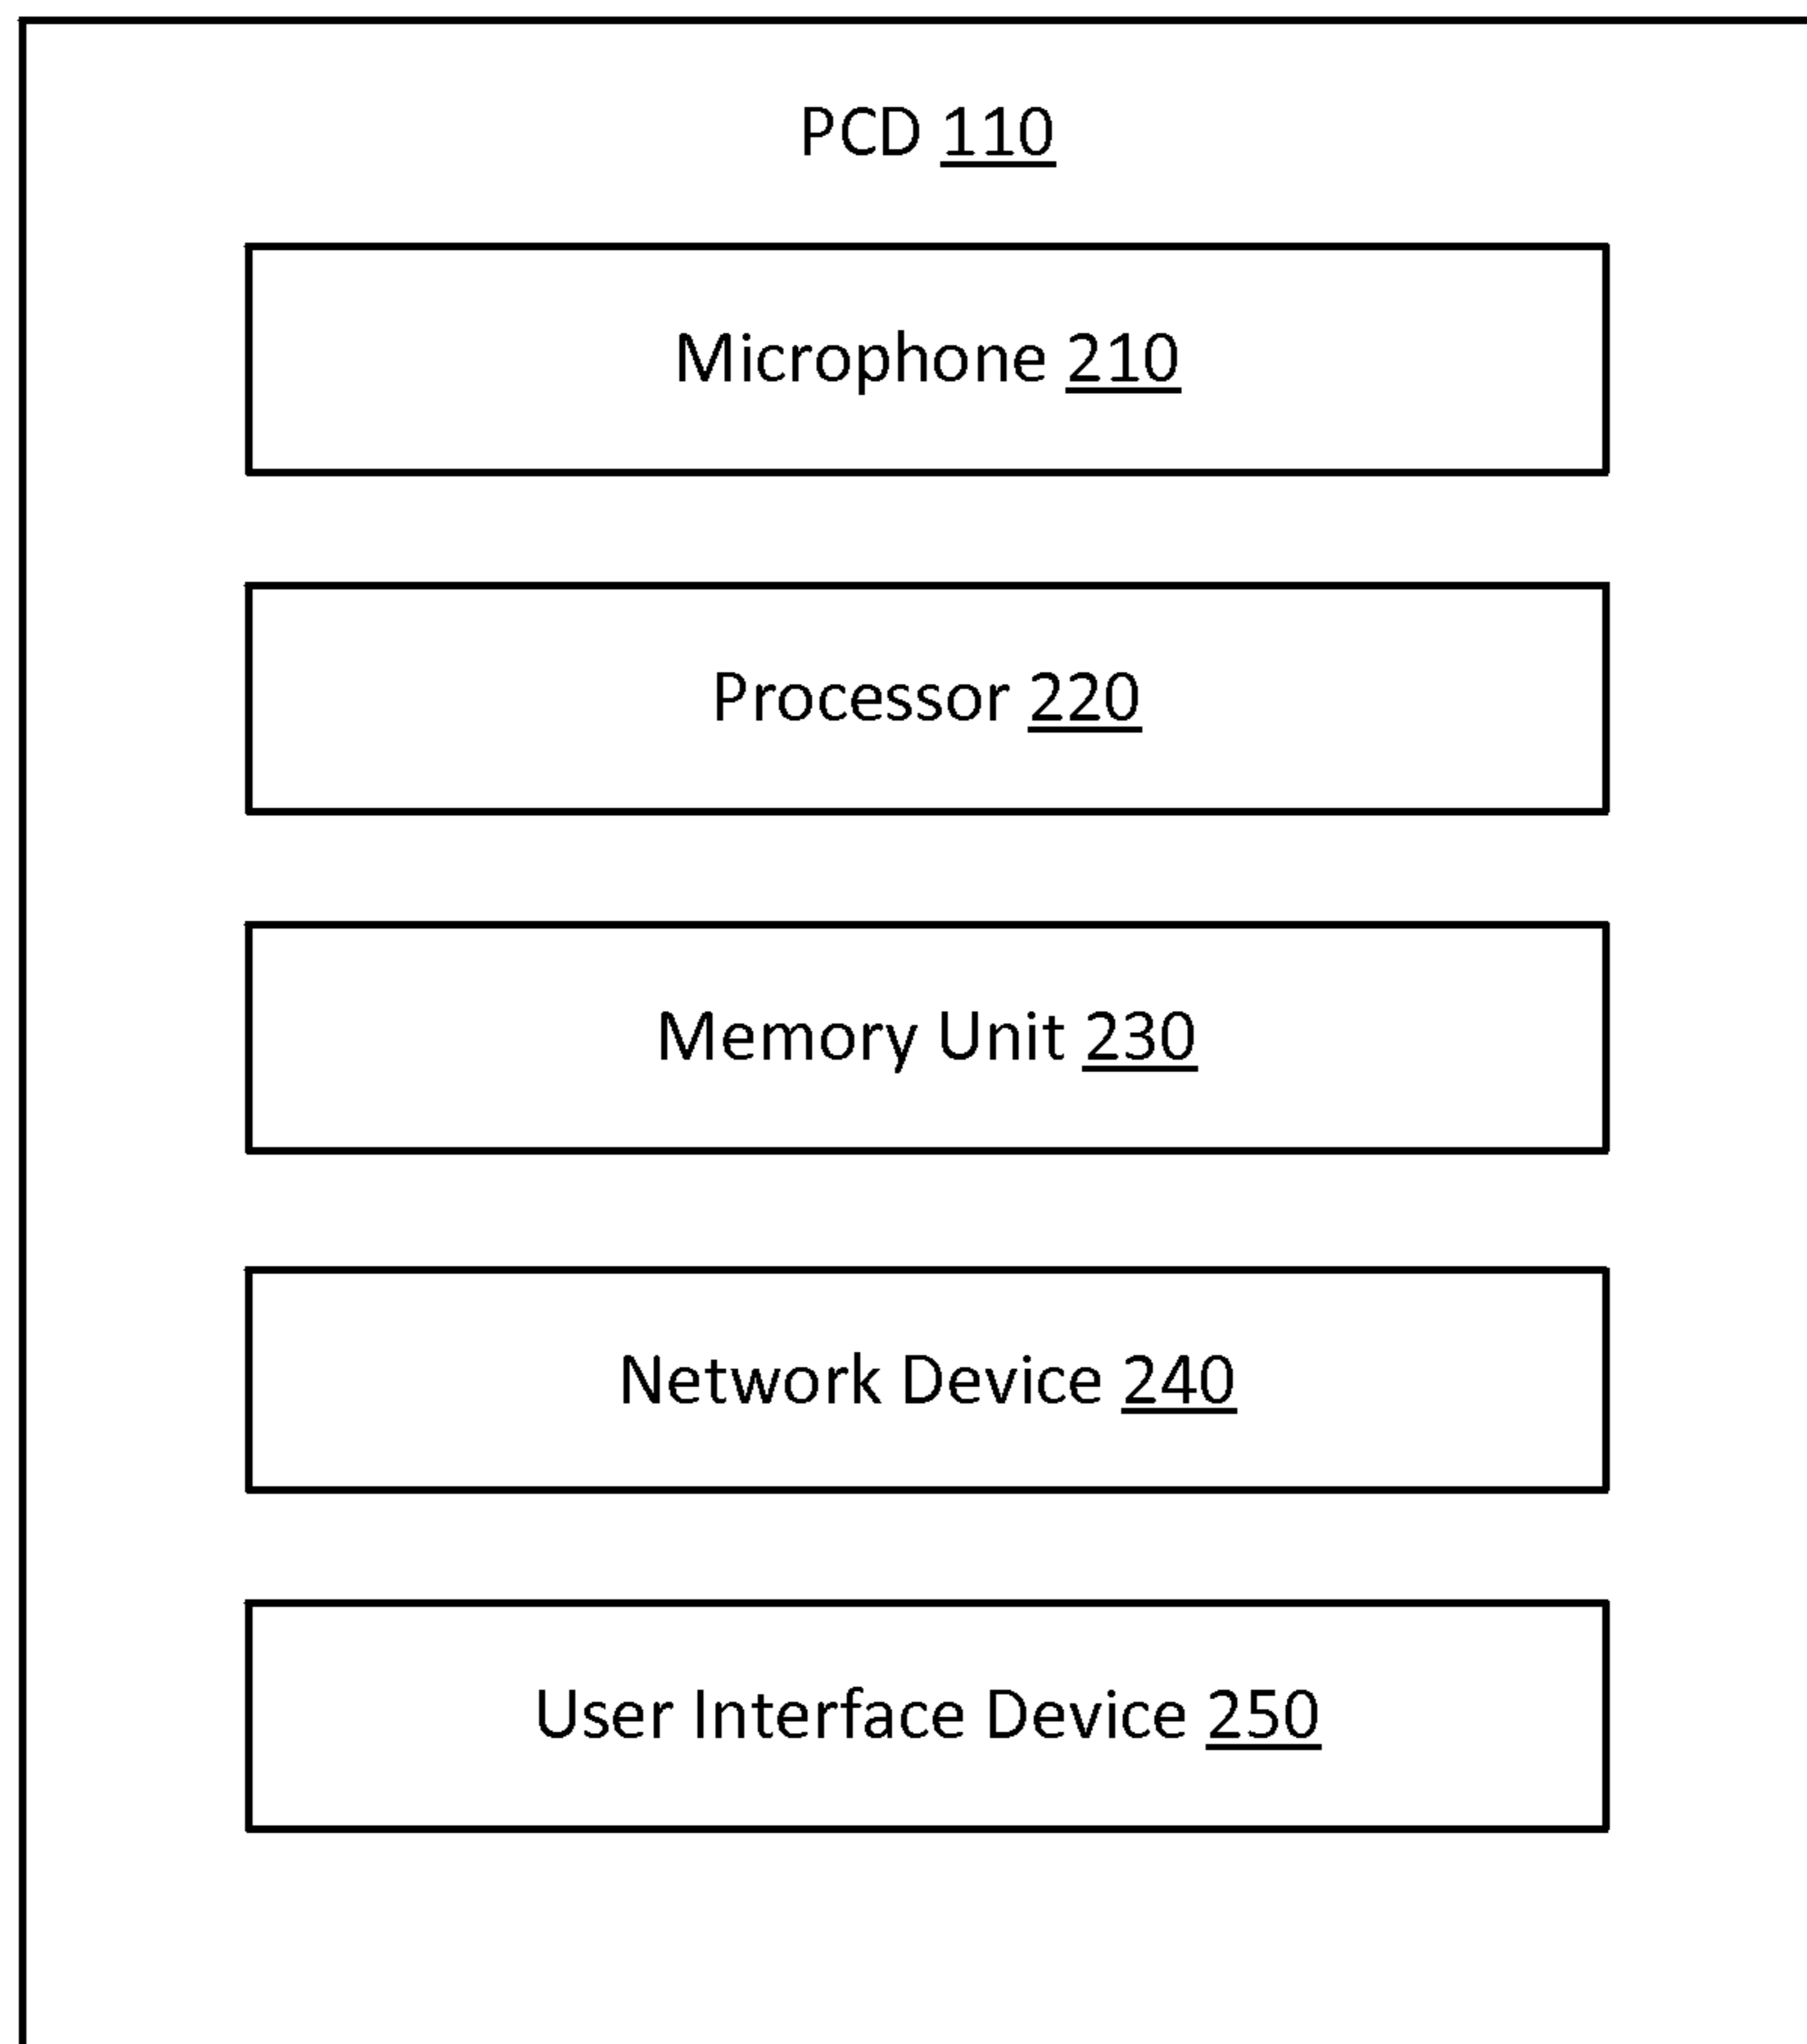 PCD 110
Microphone 210
Processor 220
Memory Unit 230
Network Device 240
User Interface Device 250